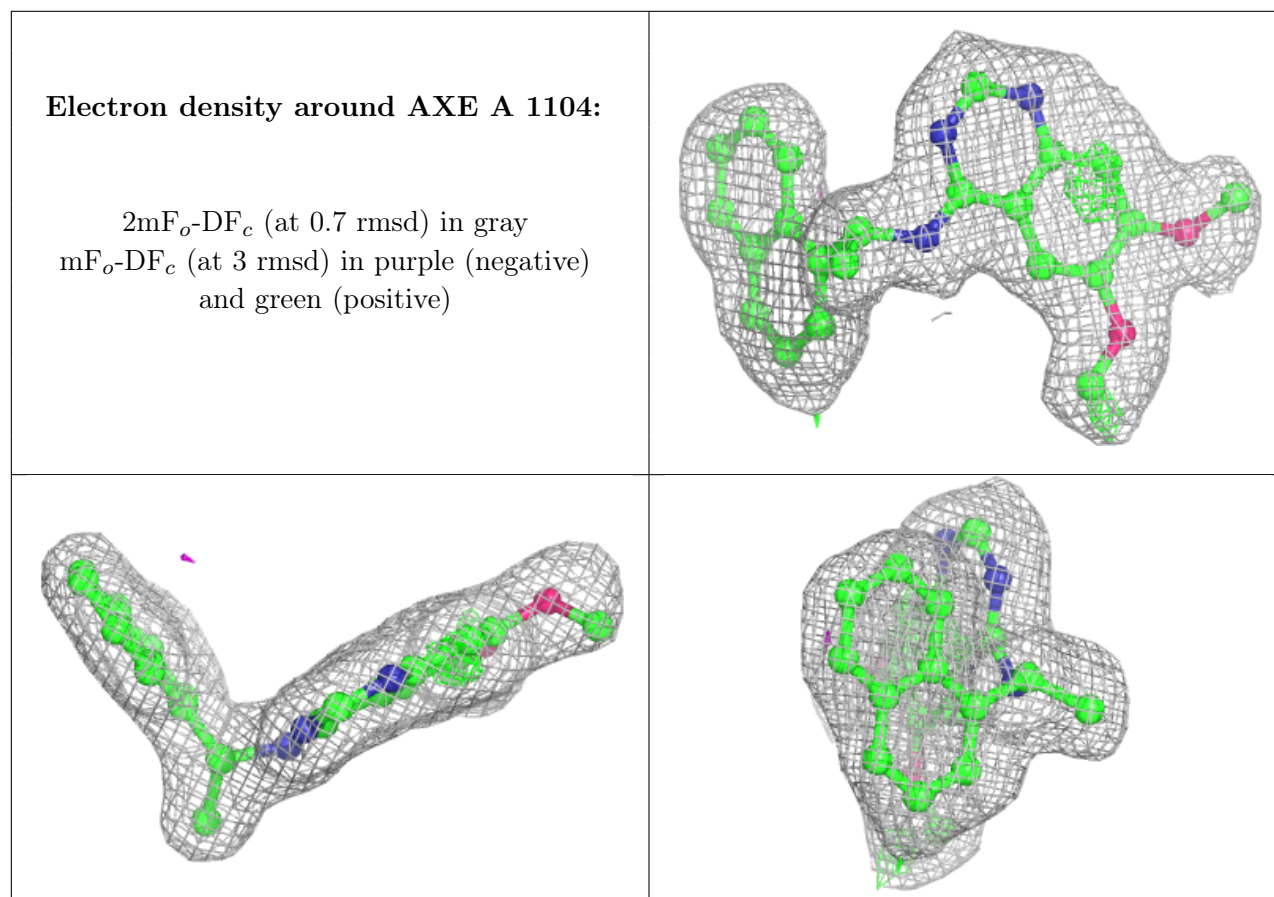 Electron density around AXE A 1104:
2mFo-DFc (at 0.7 rmsd) in gray
mFo-DFc (at 3 rmsd) in purple (negative)
and green (positive)